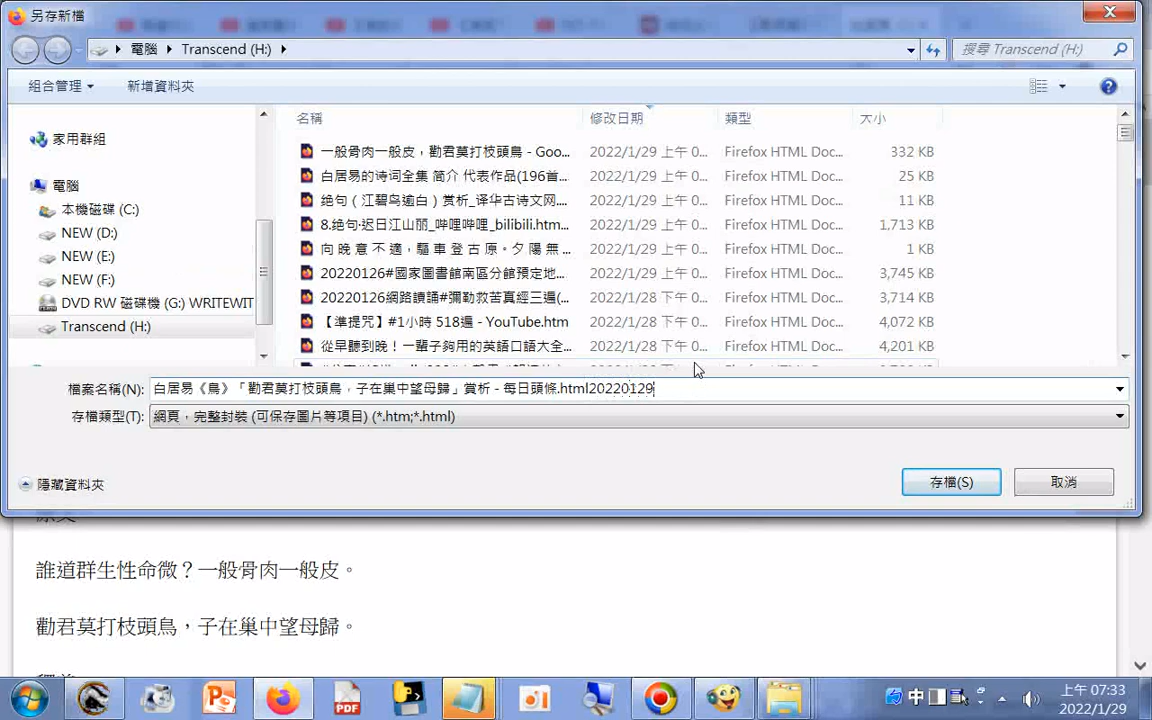 另存新檔
電腦 Transcend (H:)
搜尋 Transcend (H:)
組合管理 新增資料夾
家用群組
電腦
本機磁碟 (C:)
NEW (D:)
NEW (E:)
NEW (F:)
DVD RW 磁碟機 (G:) WRITEWIT
Transcend (H:)
名稱 修改日期 類型 大小
一般骨肉一般皮，勸君莫打枝頭鳥 - Goo... 2022/1/29 上午 0... Firefox HTML Doc... 332 KB
白居易的诗词全集 简介 代表作品(196首... 2022/1/29 上午 0... Firefox HTML Doc... 25 KB
绝句（江碧鸟逾白）赏析_译华古诗文网... 2022/1/29 上午 0... Firefox HTML Doc... 11 KB
8.绝句·迟日江山丽_哔哩哔哩_bilibili.htm... 2022/1/29 上午 0... Firefox HTML Doc... 1,713 KB
向 晚 意 不 適，驅 車 登 古 原。夕 陽 無 ... 2022/1/29 上午 0... Firefox HTML Doc... 1 KB
20220126#國家圖書館南區分館預定地... 2022/1/29 上午 0... Firefox HTML Doc... 3,745 KB
20220126網路讀誦#彌勒救苦真經三遍(... 2022/1/28 下午 0... Firefox HTML Doc... 3,714 KB
【準提咒】#1小時 518遍 - YouTube.htm 2022/1/28 下午 0... Firefox HTML Doc... 4,072 KB
從早聽到晚！一輩子夠用的英語口語大全... 2022/1/28 下午 0... Firefox HTML Doc... 4,201 KB
檔案名稱(N): 白居易《鳥》「勸君莫打枝頭鳥，子在巢中望母歸」賞析 - 每日頭條.html20220129
存檔類型(T): 網頁，完整封裝 (可保存圖片等項目) (*.htm;*.html)
隱藏資料夾 存檔(S) 取消
誰道群生性命微？一般骨肉一般皮。
勸君莫打枝頭鳥，子在巢中望母歸。
PDF
中
上午 07:33
2022/1/29